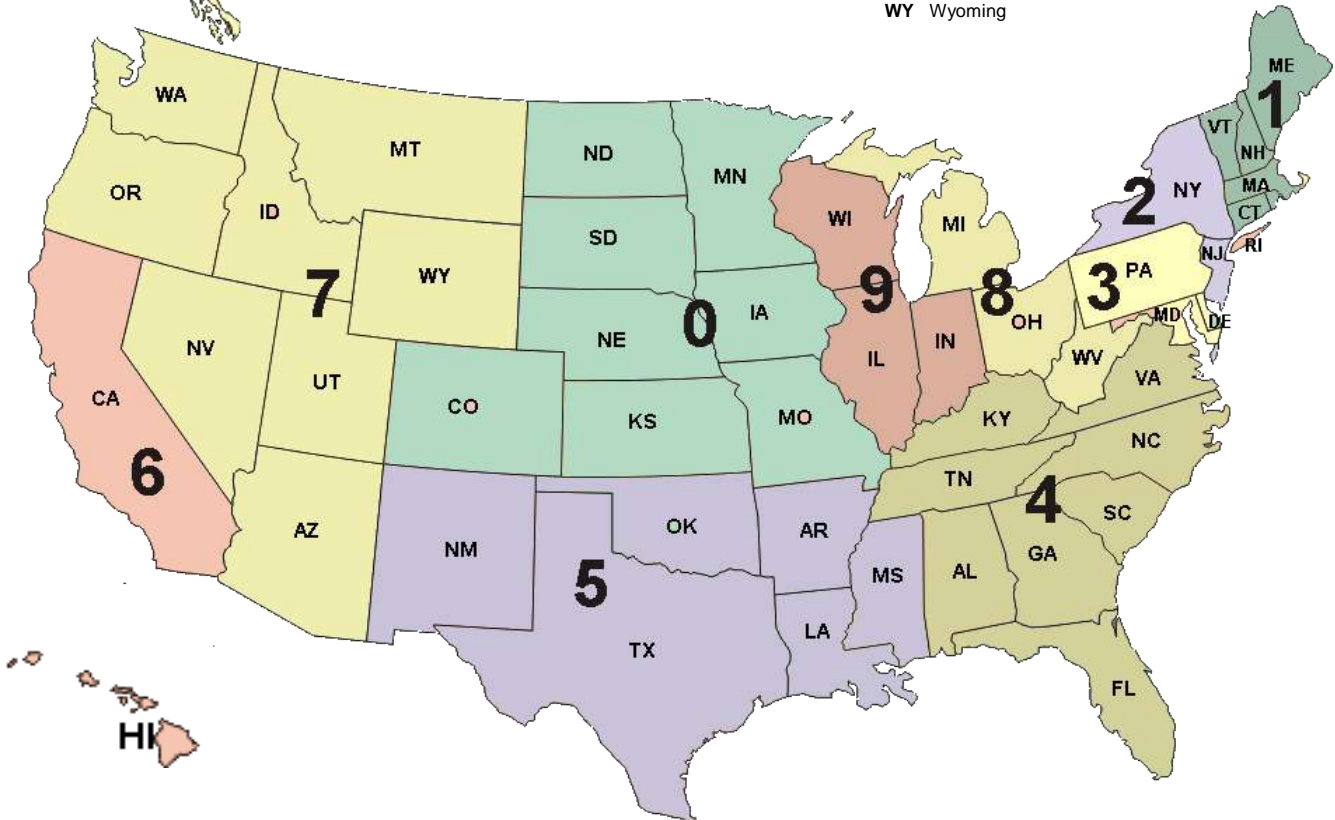 WY Wyoming
ME
1
WA
VT
MT
ND
NH
MN
MA
OR
2
NY
ID
CT
WI
MI
SD
RI
NJ
WY
7
9
8
3
PA
0
IA
MD
DE
OH
NE
NV
IN
WV
IL
UT
VA
CA
CO
MO
KY
KS
NC
6
TN
4
SC
AZ
OK
AR
NM
GA
5
MS
AL
LA
TX
FL
HI